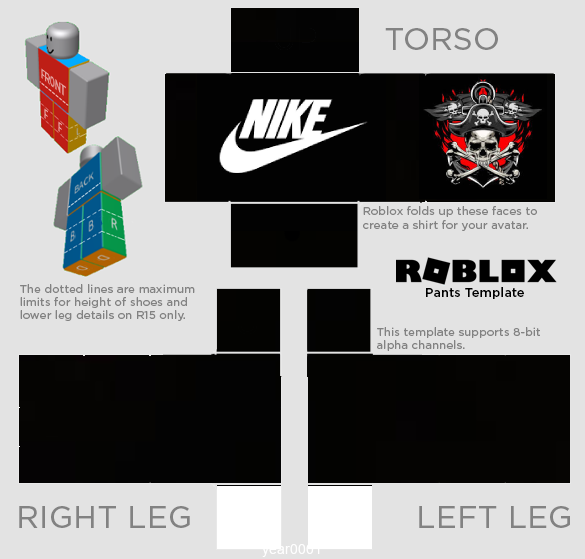 TORSO
FRONT
F
F
L
NIKE
BACK
B
B
R
Roblox folds up these faces to
create a shirt for your avatar.
ROBLOX
Pants Template
The dotted lines are maximum
limits for height of shoes and
lower leg details on R15 only.
This template supports 8-bit
alpha channels.
RIGHT LEG
LEFT LEG